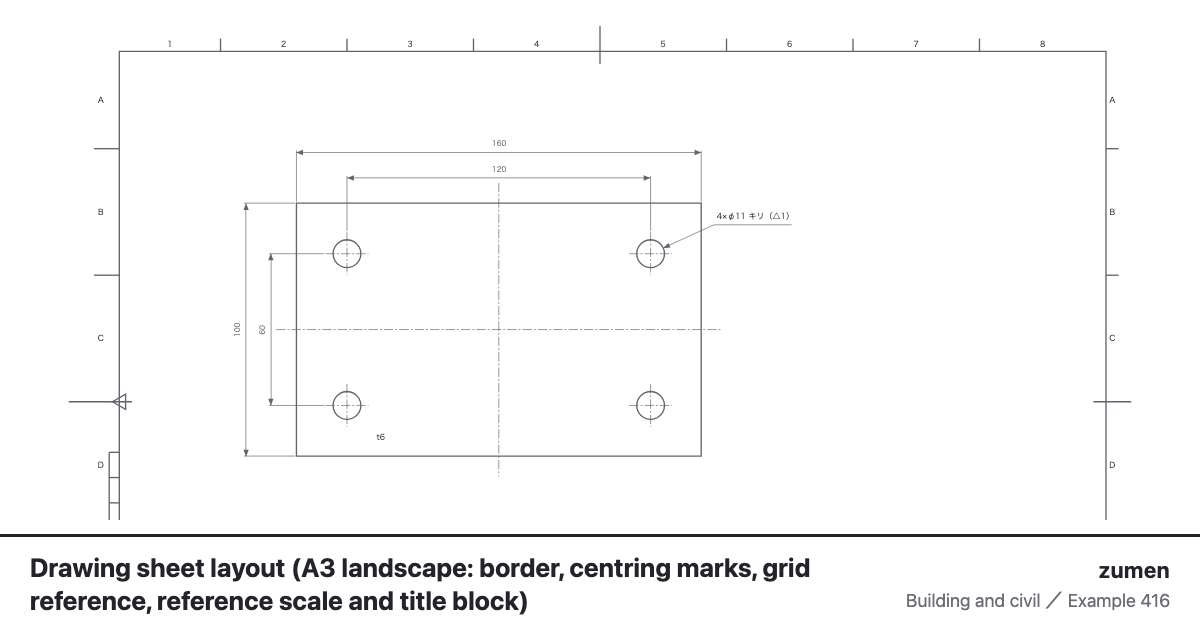 1 2 3 4 5 6 7 8
A A
160
120
B 4×φ11 キリ (△1) B
100 60
C C
t6
D D
Drawing sheet layout (A3 landscape: border, centring marks, grid
reference, reference scale and title block)
zumen
Building and civil ／ Example 416